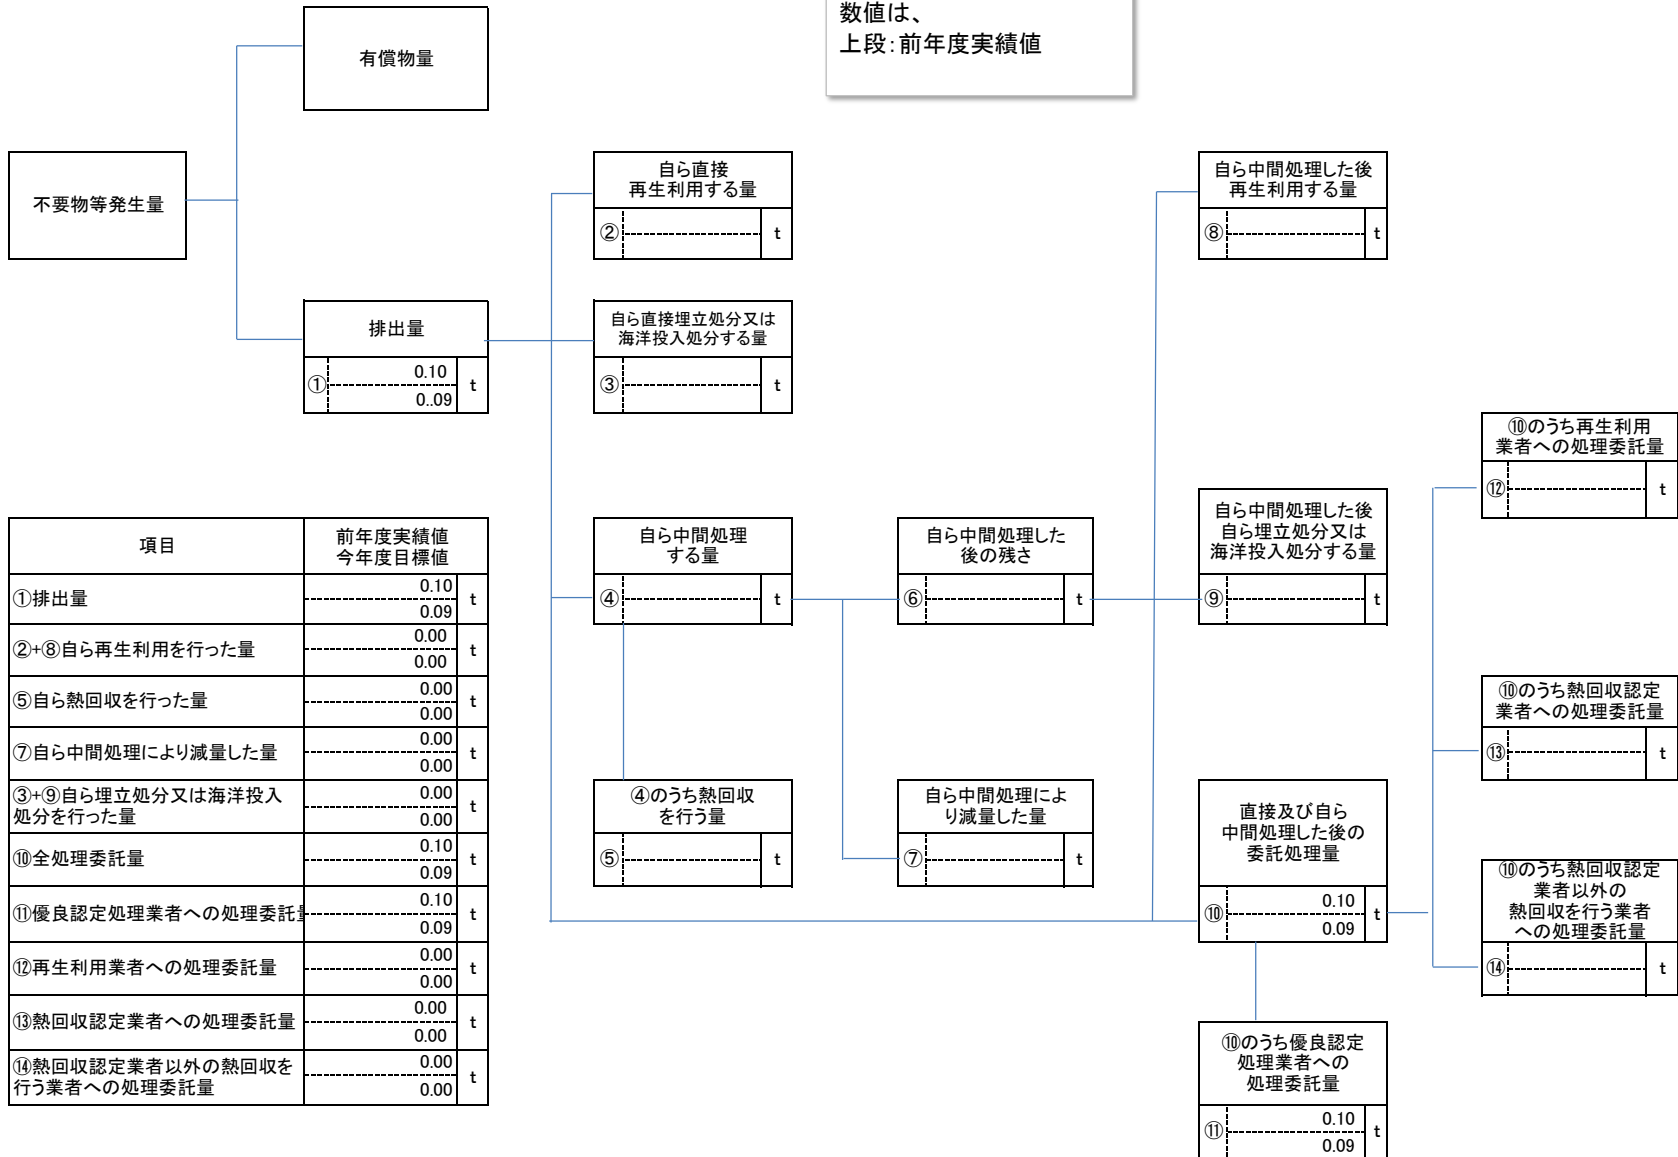 数値は、
上段：前年度実績値
有償物量
不要物等発生量
排出量
①
0.10
0..09
t
自ら直接
再生利用する量
②
t
自ら直接埋立処分又は
海洋投入処分する量
③
t
自ら中間処理した後
再生利用する量
⑧
t
⑩のうち再生利用
業者への処理委託量
⑫
t
自ら中間処理
する量
④
t
自ら中間処理した
後の残さ
⑥
t
自ら中間処理した後
自ら埋立処分又は
海洋投入処分する量
⑨
t
⑩のうち熱回収認定
業者への処理委託量
⑬
t
④のうち熱回収
を行う量
⑤
t
自ら中間処理によ
り減量した量
⑦
t
直接及び自ら
中間処理した後の
委託処理量
⑩
0.10
0.09
t
⑩のうち熱回収認定
業者以外の
熱回収を行う業者
への処理委託量
⑭
t
⑩のうち優良認定
処理業者への
処理委託量
⑪
0.10
0.09
t
項目
前年度実績値
今年度目標値
①排出量
0.10
0.09
t
②+⑧自ら再生利用を行った量
0.00
0.00
t
⑤自ら熱回収を行った量
0.00
0.00
t
⑦自ら中間処理により減量した量
0.00
0.00
t
③+⑨自ら埋立処分又は海洋投入
処分を行った量
0.00
0.00
t
⑩全処理委託量
0.10
0.09
t
⑪優良認定処理業者への処理委託
0.10
0.09
t
⑫再生利用業者への処理委託量
0.00
0.00
t
⑬熱回収認定業者への処理委託量
0.00
0.00
t
⑭熱回収認定業者以外の熱回収を
行う業者への処理委託量
0.00
0.00
t